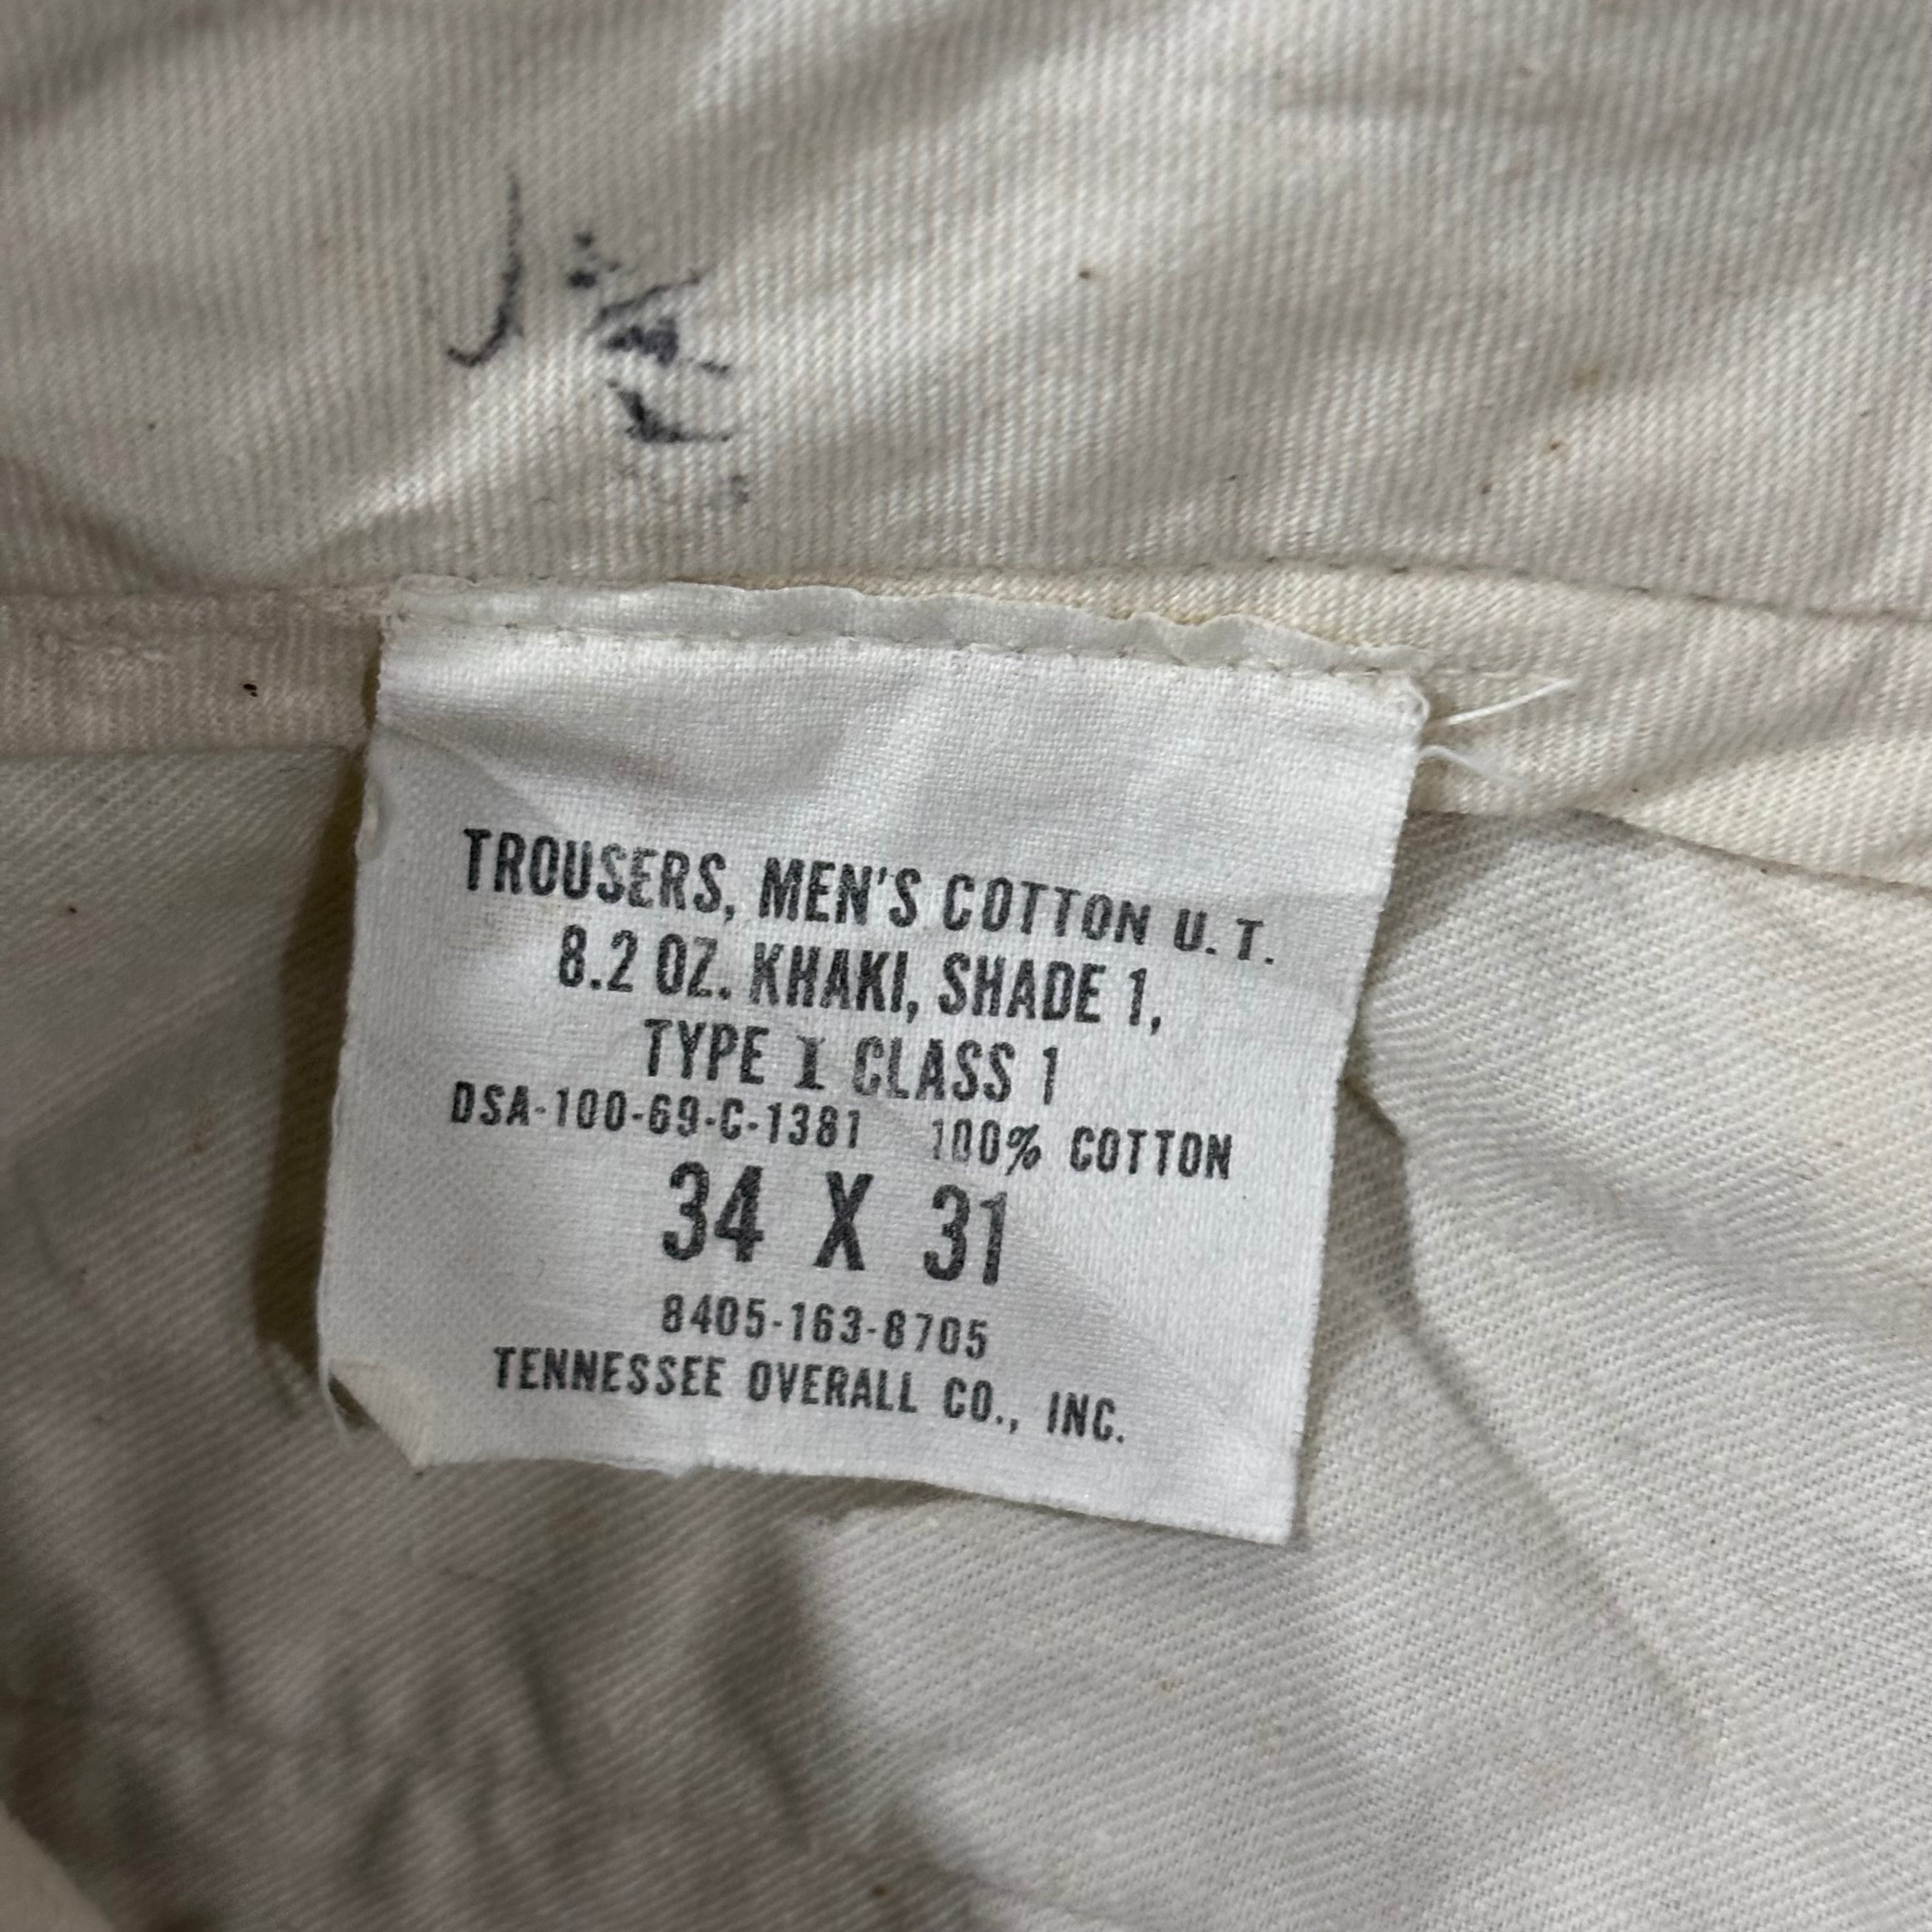 TROUSERS, MEN'S COTTON U.T.
8.2 OZ. KHAKI, SHADE 1,
TYPE I CLASS 1
DSA-100-69-C-1381 100% COTTON
34 X 31
8405-163-8705
TENNESSEE OVERALL CO., INC.